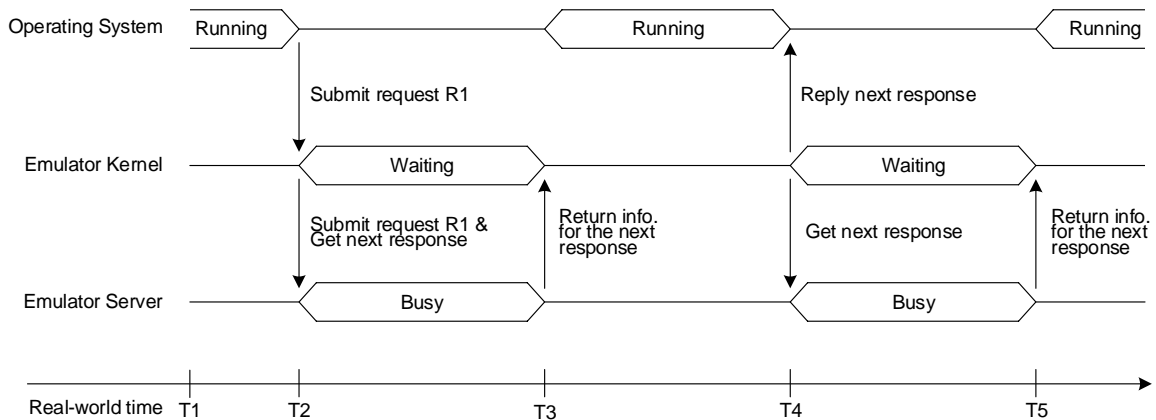 Operating System
Running
Running
Running
Submit request R1
Reply next response
Emulator Kernel
Waiting
Waiting
Submit request R1 &
Get next response
Return info.
for the next
response
Get next response
Return info.
for the next
response
Emulator Server
Busy
Busy
Real-world time
T1
T2
T3
T4
T5